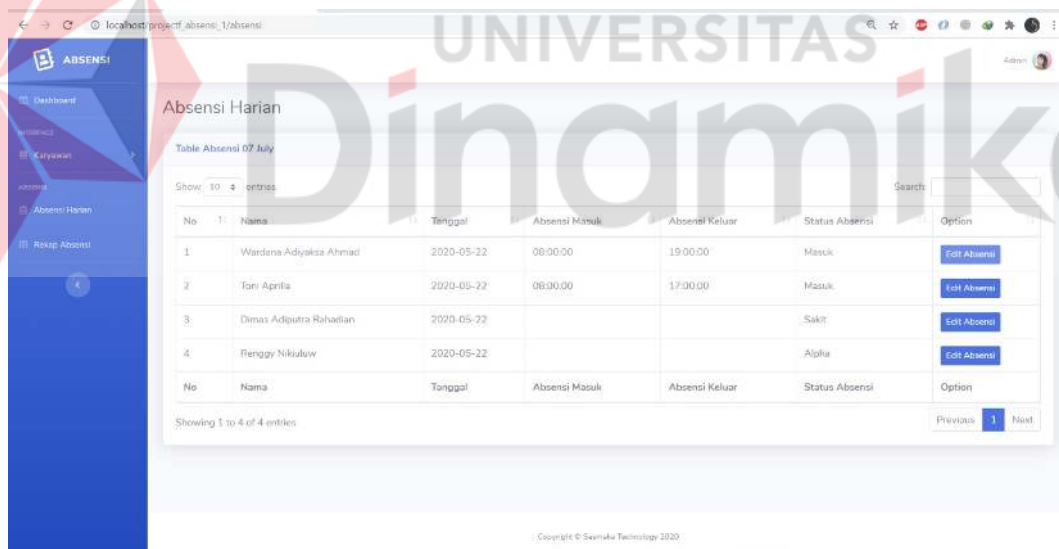 localhost/projectf_absensi_1/absensi
UNIVERSITAS
Dinamika
ABSENSI
Admin
Dashboard
INTERFACE
Karyawan
ABSENSI
Absensi Harian
Rekap Absensi
Absensi Harian
Table Absensi 07 July
Show 10 entries
Search:
No Nama Tanggal Absensi Masuk Absensi Keluar Status Absensi Option
1 Wardana Adiyaksa Ahmad 2020-05-22 08:00:00 19:00:00 Masuk Edit Absensi
2 Toni Aprilia 2020-05-22 08:00:00 17:00:00 Masuk Edit Absensi
3 Dimas Adiputra Rahadian 2020-05-22 Sakit Edit Absensi
4 Renggy Nikiuluw 2020-05-22 Alpha Edit Absensi
No Nama Tanggal Absensi Masuk Absensi Keluar Status Absensi Option
Showing 1 to 4 of 4 entries
Previous 1 Next
Copyright © Technology 2020